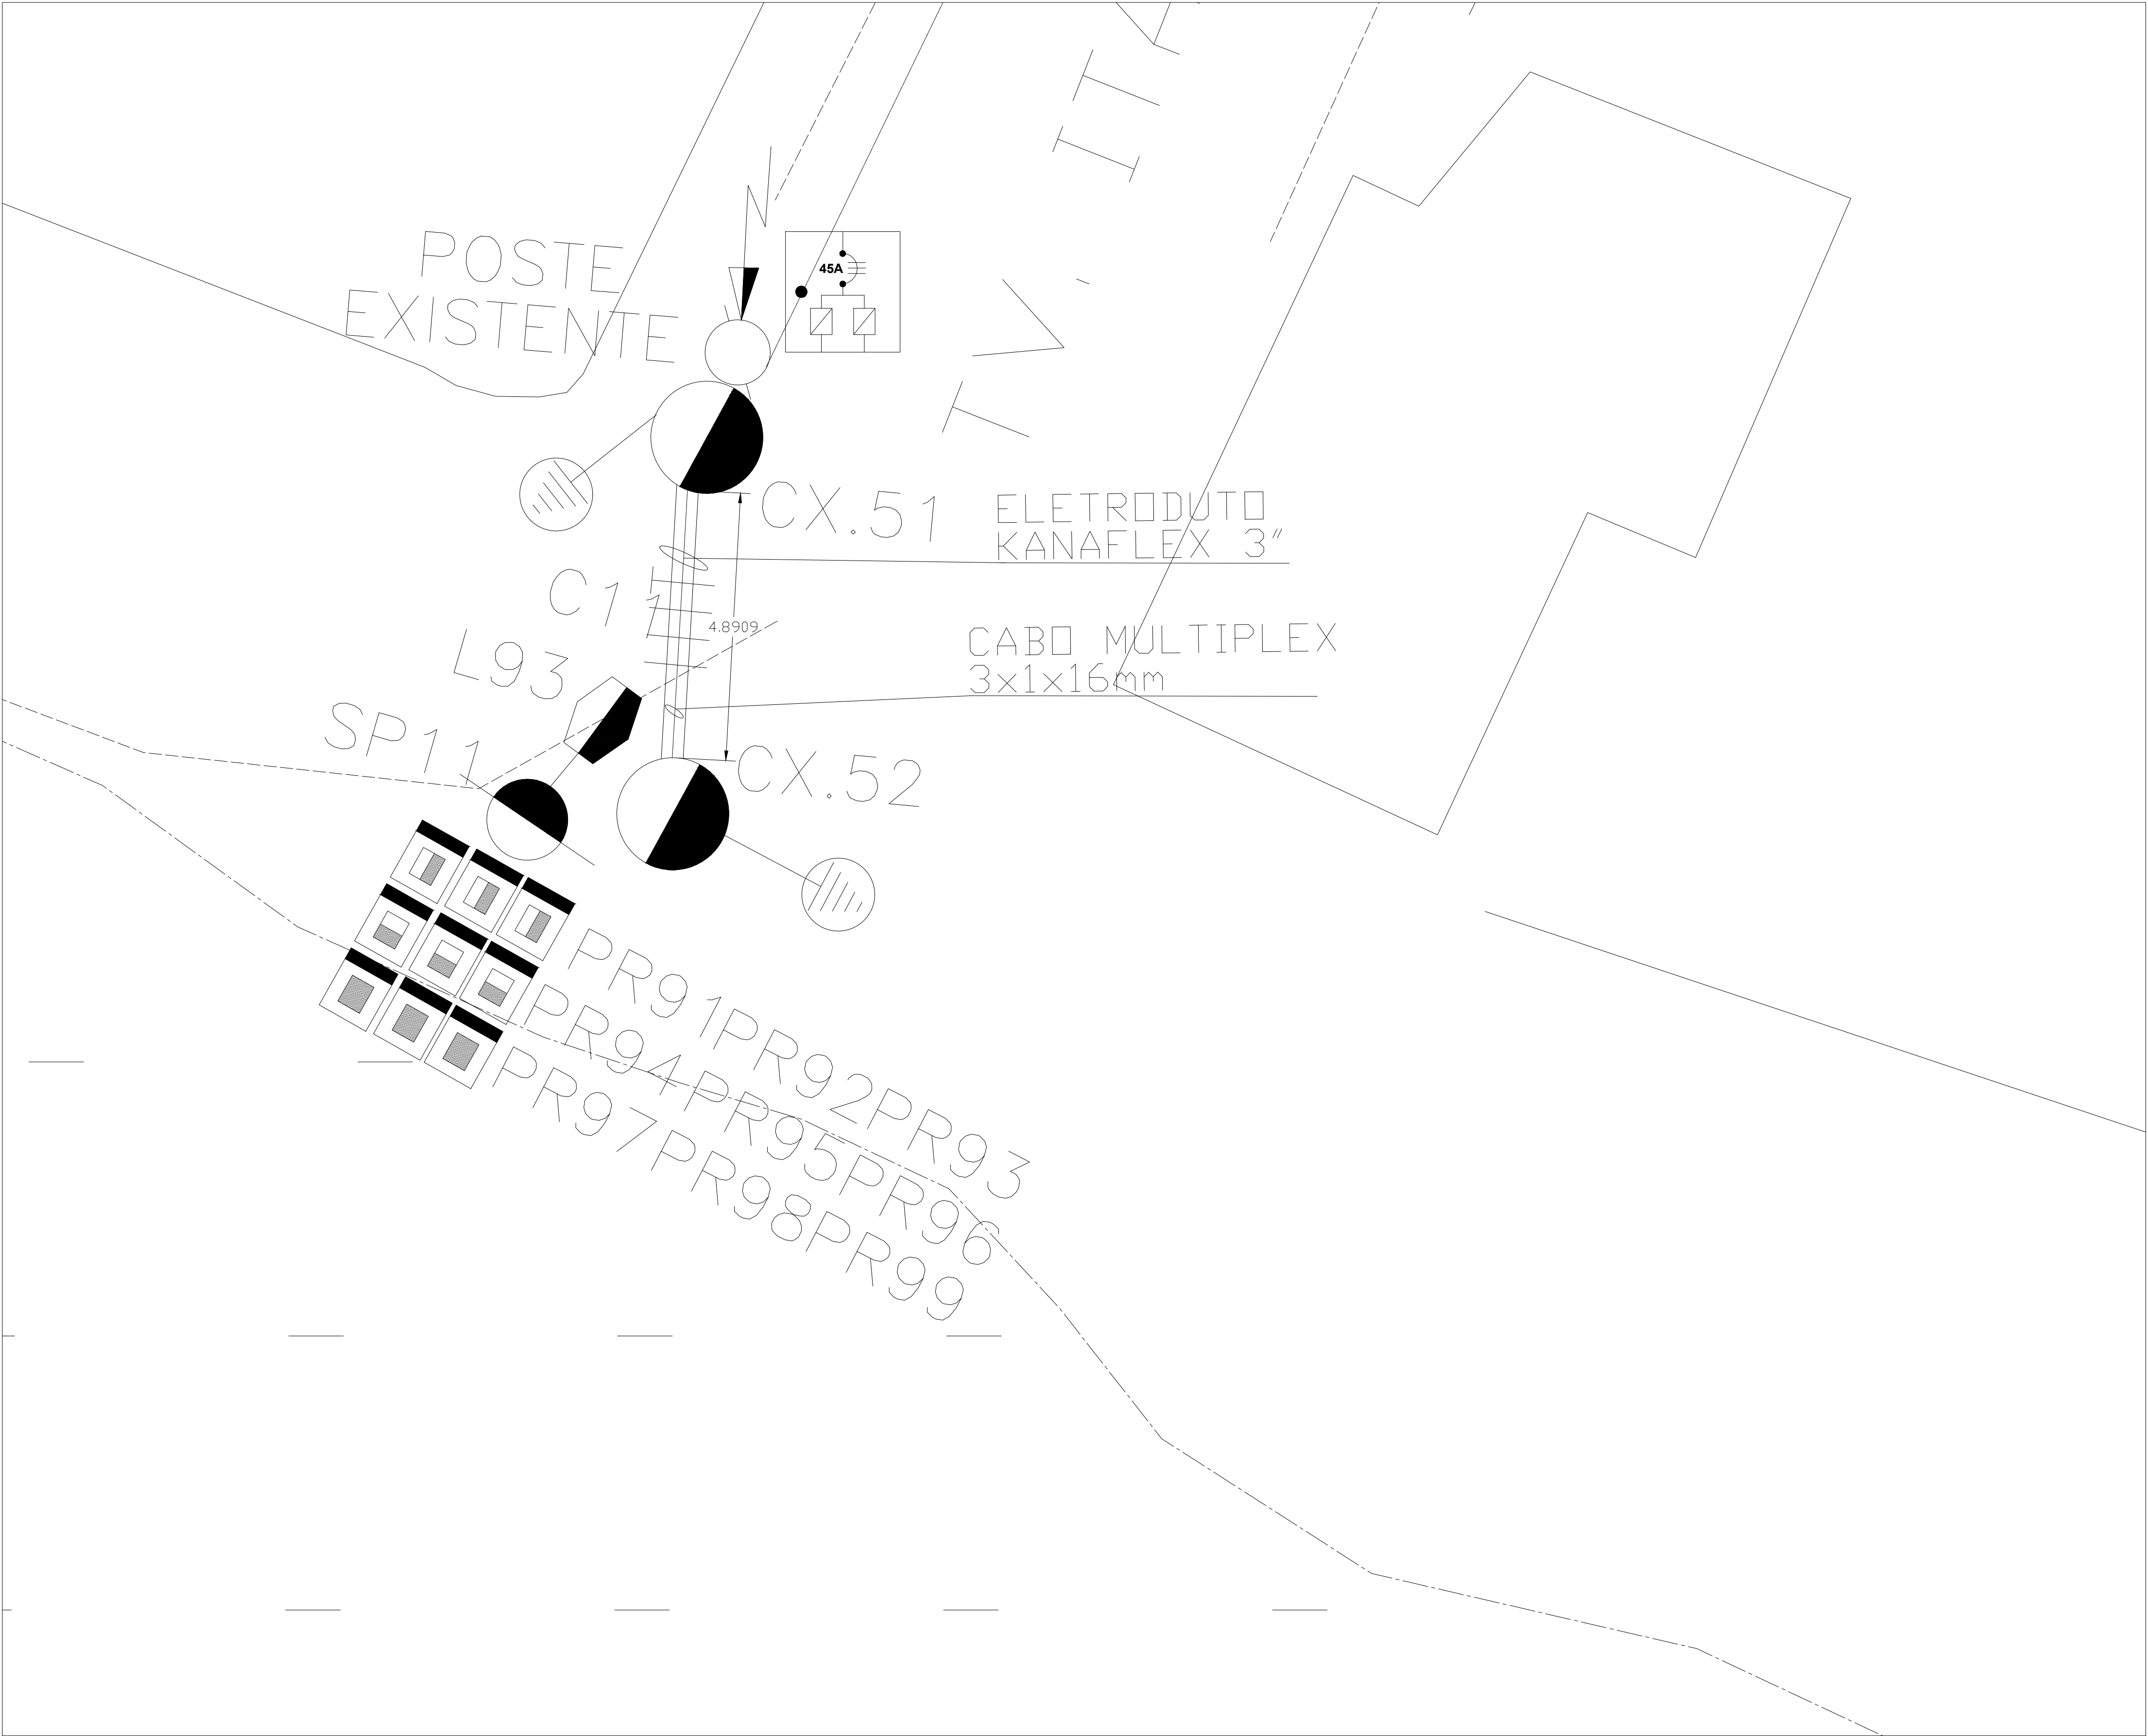 POSTE
EXISTENTE
45A
CX.51
ELETRODUTO
KANAFLEX 3"
C11
4.8909
CABO MULTIPLEX
3x1x16mm
L93
SP11
CX.52
PR91PR92PR93
PR94PR95PR96
PR97PR98PR99